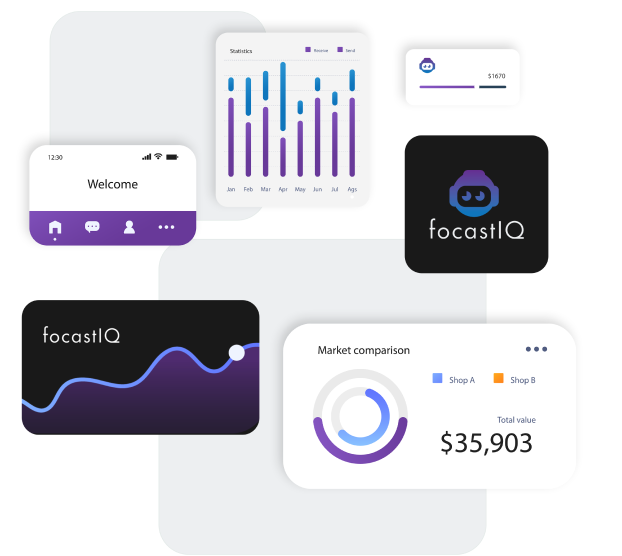 Statistics
Receive
Send
Jan Feb Mar Apr May Jun Jul Ags
$1670
12:30
Welcome
focastIQ
focastIQ
Market comparison
Shop A
Shop B
Total value
$35,903